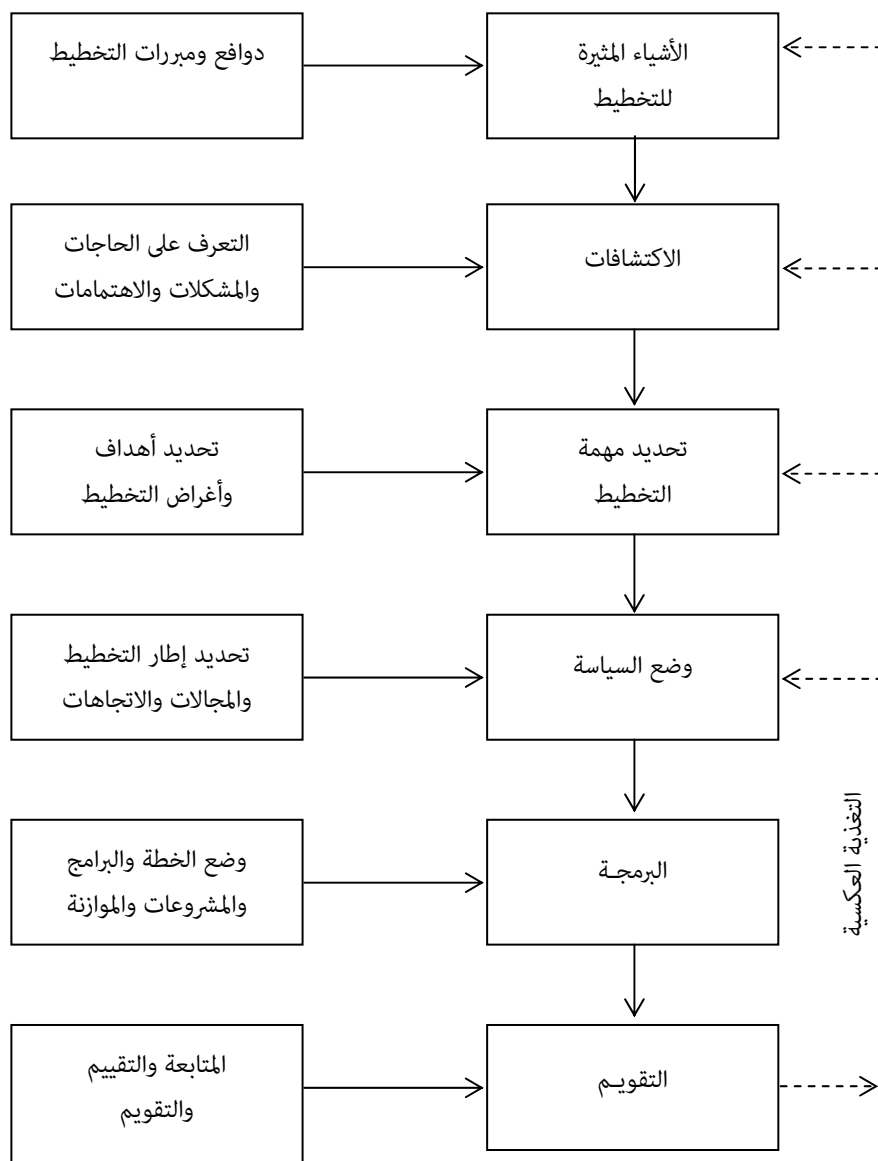 الأشياء المثيرة
للتخطيط
دوافع ومبررات التخطيط
الاكتشافات
التعرف على الحاجات
والمشكلات والاهتمامات
تحديد مهمة
التخطيط
تحديد أهداف
وأغراض التخطيط
وضع السياسة
تحديد إطار التخطيط
والمجالات والاتجاهات
البرمجـة
وضع الخطة والبرامج
والمشروعات والموازنة
التقويـم
المتابعة والتقييم
والتقويم
التغذية العكسية